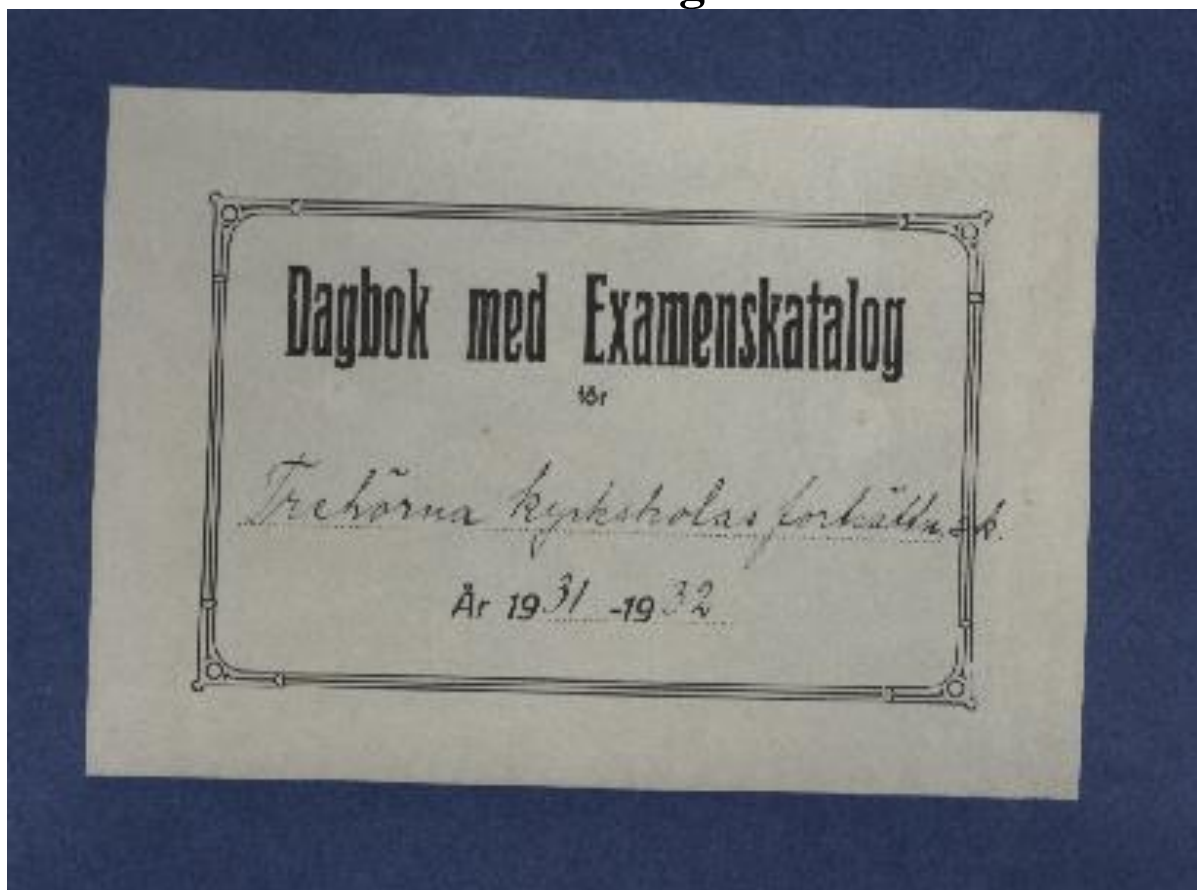 Dagbok med Examenskatalog
för
Trehörna kyrkskolas fortsättn. sk.
År 1931-1932